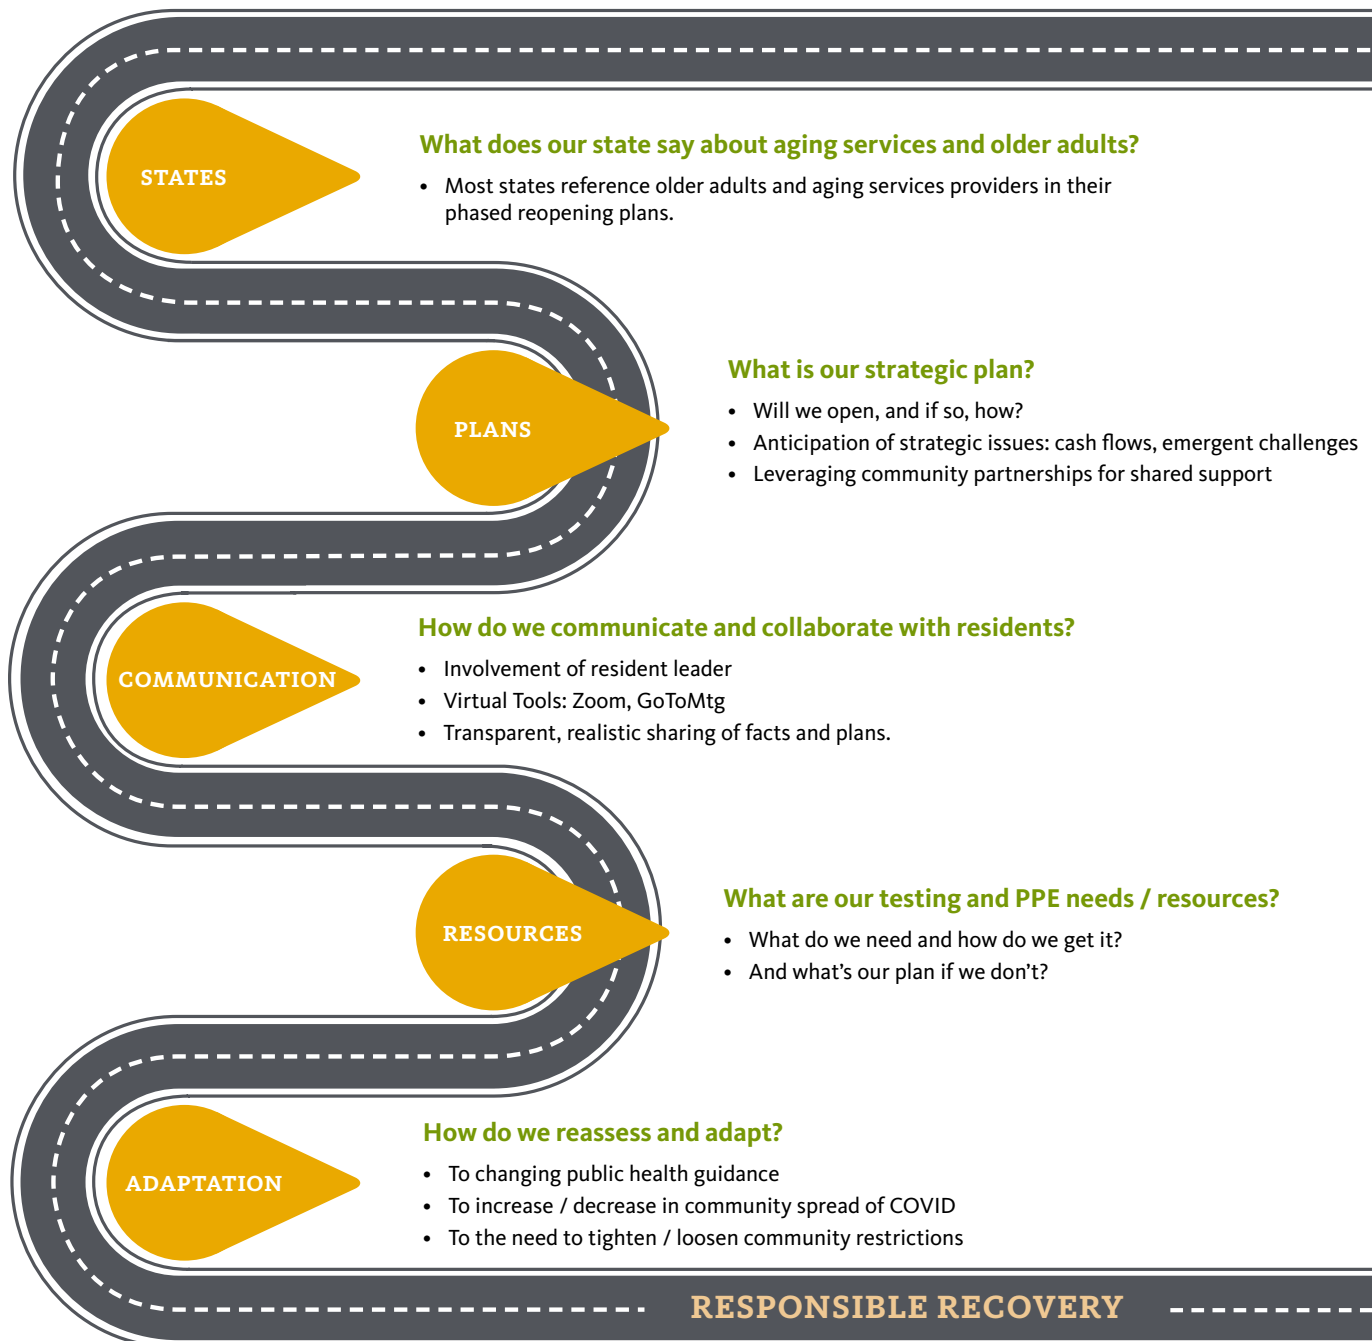 STATES
What does our state say about aging services and older adults?
• Most states reference older adults and aging services providers in their
phased reopening plans.
PLANS
What is our strategic plan?
• Will we open, and if so, how?
• Anticipation of strategic issues: cash flows, emergent challenges
• Leveraging community partnerships for shared support
COMMUNICATION
How do we communicate and collaborate with residents?
• Involvement of resident leader
• Virtual Tools: Zoom, GoToMtg
• Transparent, realistic sharing of facts and plans.
RESOURCES
What are our testing and PPE needs / resources?
• What do we need and how do we get it?
• And what’s our plan if we don’t?
ADAPTATION
How do we reassess and adapt?
• To changing public health guidance
• To increase / decrease in community spread of COVID
• To the need to tighten / loosen community restrictions
RESPONSIBLE RECOVERY